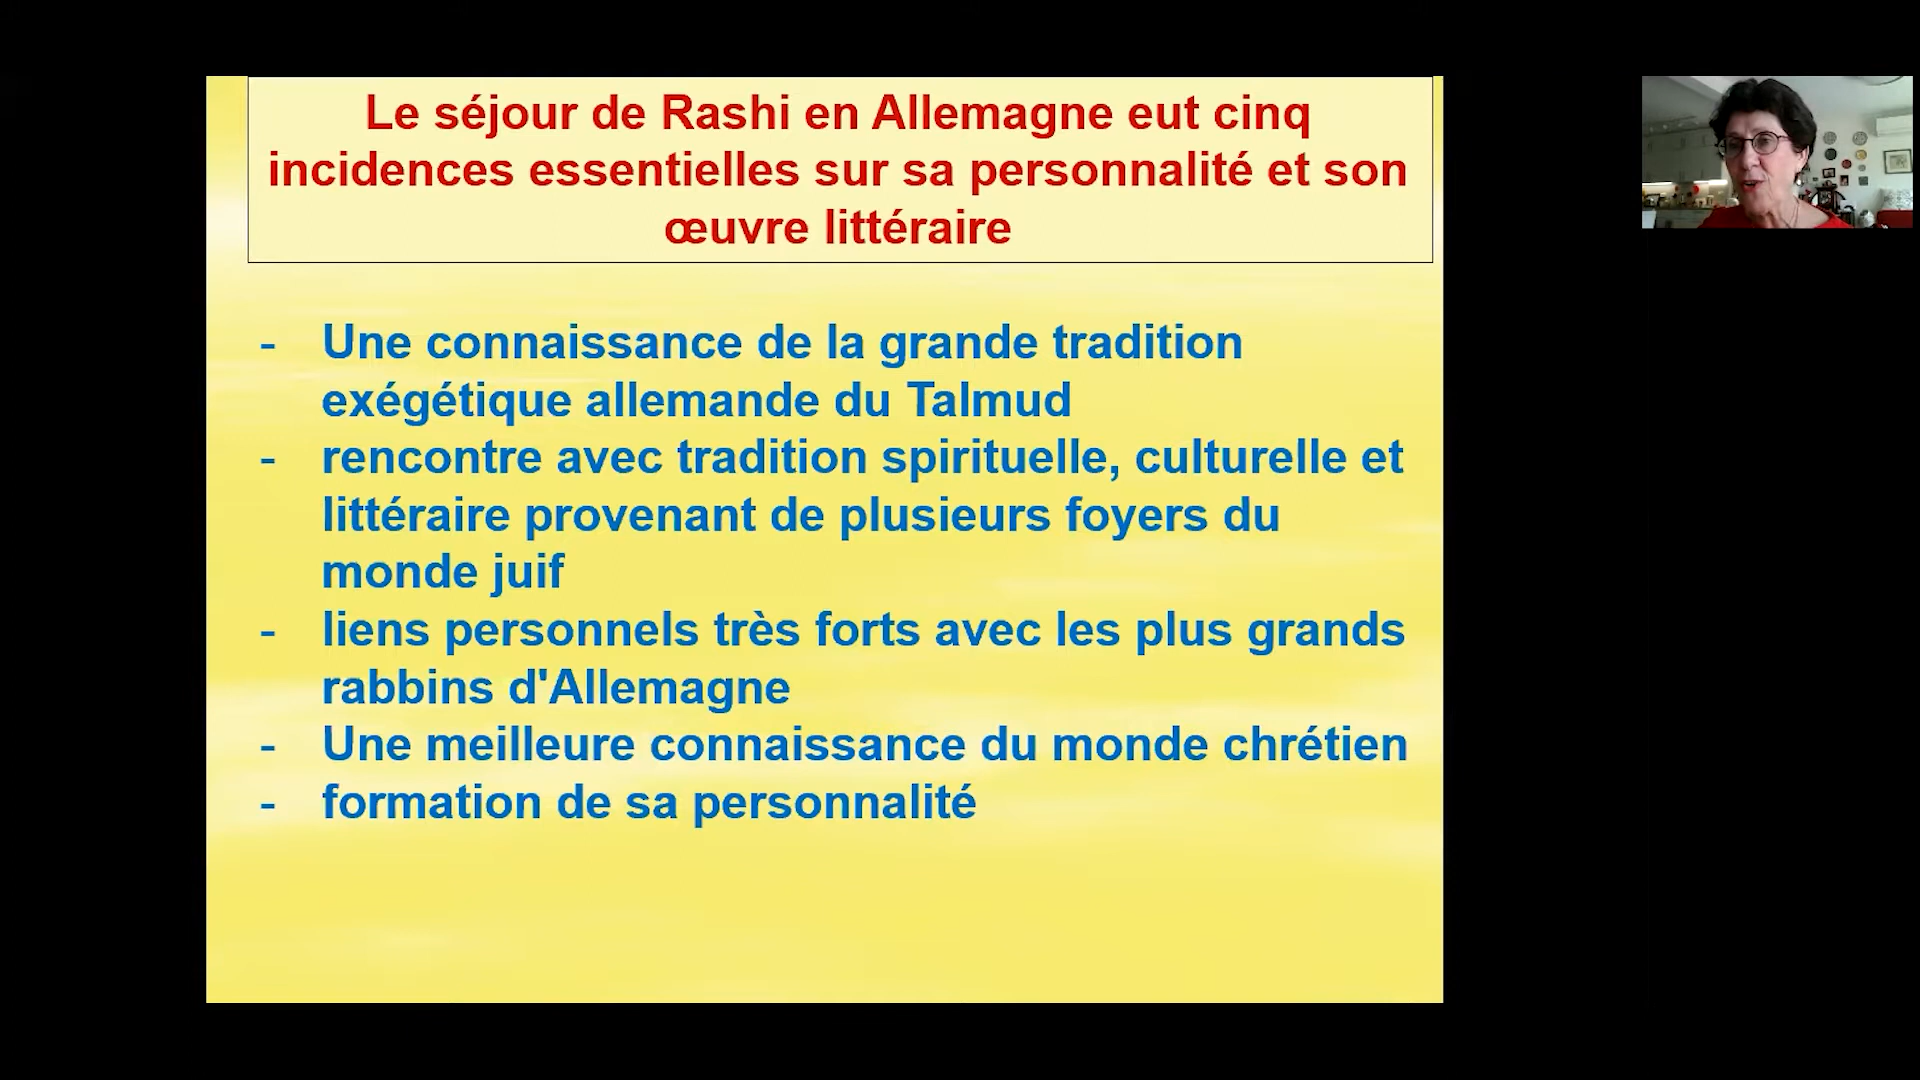 Le séjour de Rashi en Allemagne eut cinq
incidences essentielles sur sa personnalité et son
œuvre littéraire
- Une connaissance de la grande tradition
exégétique allemande du Talmud
- rencontre avec tradition spirituelle, culturelle et
littéraire provenant de plusieurs foyers du
monde juif
- liens personnels très forts avec les plus grands
rabbins d'Allemagne
- Une meilleure connaissance du monde chrétien
- formation de sa personnalité